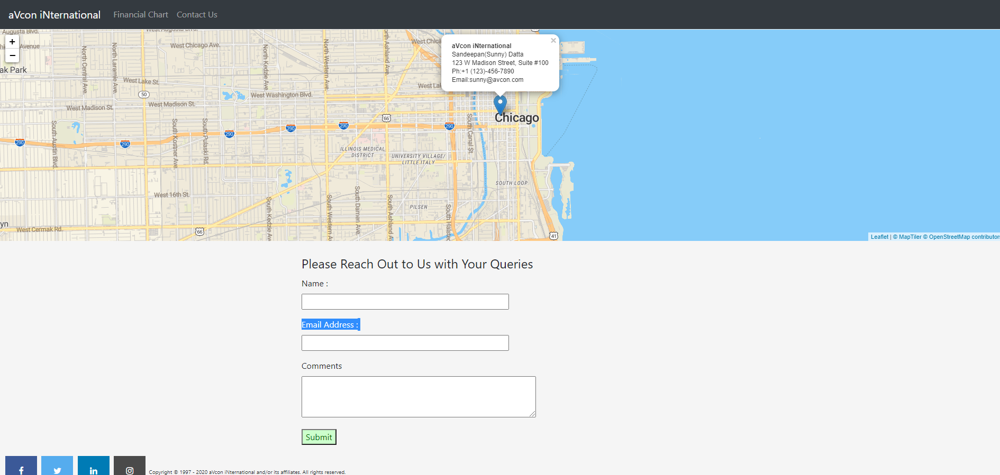 aVcon iNternational Financial Chart Contact Us
+
−
Augusta Blvd.
West Chicago Ave.
West Chica
Avenue
ak Park
North Central Ave.
North Laramie Ave.
North Kedzie Ave.
North Western Ave.
North Ashland Ave.
×
aVcon iNternational
Sandeepan(Sunny) Datta
123 W Madison Street, Suite #100
Ph:+1 (123)-456-7890
Email:sunny@avcon.com
West Lake St.
West Lak
50
West Washington Blvd.
West Madison St.
West Madison St.
66
Chicago
290
290
290
290
290
290
South Austin Blvd.
South Kostner Ave.
South Pulaski Rd.
South Canal St.
ILLINOIS MEDICAL
DISTRICT
UNIVERSITY VILLAGE/
LITTLE ITALY
SOUTH LOOP
West 16th St.
South Kedzie Ave
South Western Ave
South Damen Ave.
South Ashland Av
South Halsted
PILSEN
yn
West Cermak Rd.
66
41
Leaflet | © MapTiler © OpenStreetMap contributors
Please Reach Out to Us with Your Queries
Name :
Email Address :
Comments
Submit
f
in
Copyright © 1997 - 2020 aVcon iNternational and/or its affiliates. All rights reserved.